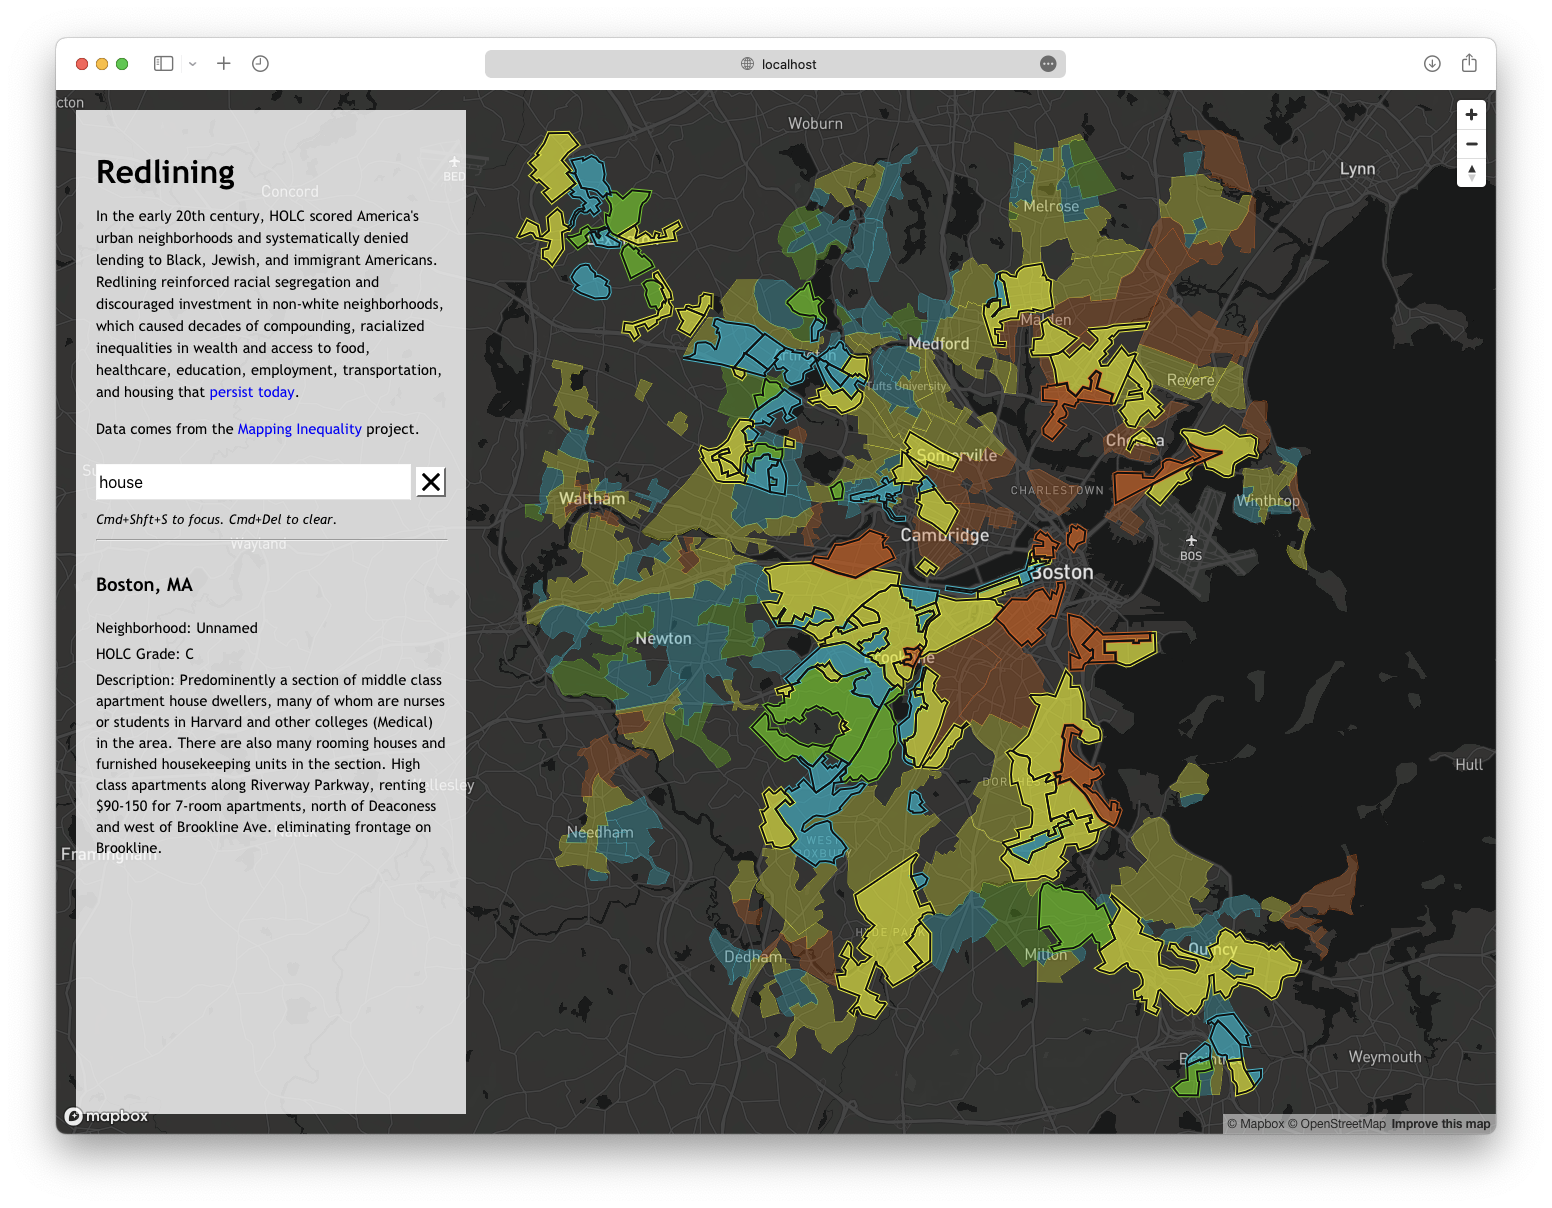 localhost
Redlining
In the early 20th century, HOLC scored America's
urban neighborhoods and systematically denied
lending to Black, Jewish, and immigrant Americans.
Redlining reinforced racial segregation and
discouraged investment in non-white neighborhoods,
which caused decades of compounding, racialized
inequalities in wealth and access to food,
healthcare, education, employment, transportation,
and housing that persist today.
Data comes from the Mapping Inequality project.
house
Cmd+Shft+S to focus. Cmd+Del to clear.
Boston, MA
Neighborhood: Unnamed
HOLC Grade: C
Description: Predominently a section of middle class
apartment house dwellers, many of whom are nurses
or students in Harvard and other colleges (Medical)
in the area. There are also many rooming houses and
furnished housekeeping units in the section. High
class apartments along Riverway Parkway, renting
$90-150 for 7-room apartments, north of Deaconess
and west of Brookline Ave. eliminating frontage on
Brookline.
cton
Concord
BED
Wayland
Framingham
Woburn
Lynn
Melrose
Malden
Medford
Tufts University
Revere
Chelsea
Somerville
CHARLESTOWN
Winthrop
Waltham
Cambridge
BOS
Boston
Newton
Brookline
Hull
Needham
WEST
ROXBURY
HYDE PARK
Dedham
Milton
Quincy
Weymouth
mapbox
© Mapbox © OpenStreetMap Improve this map